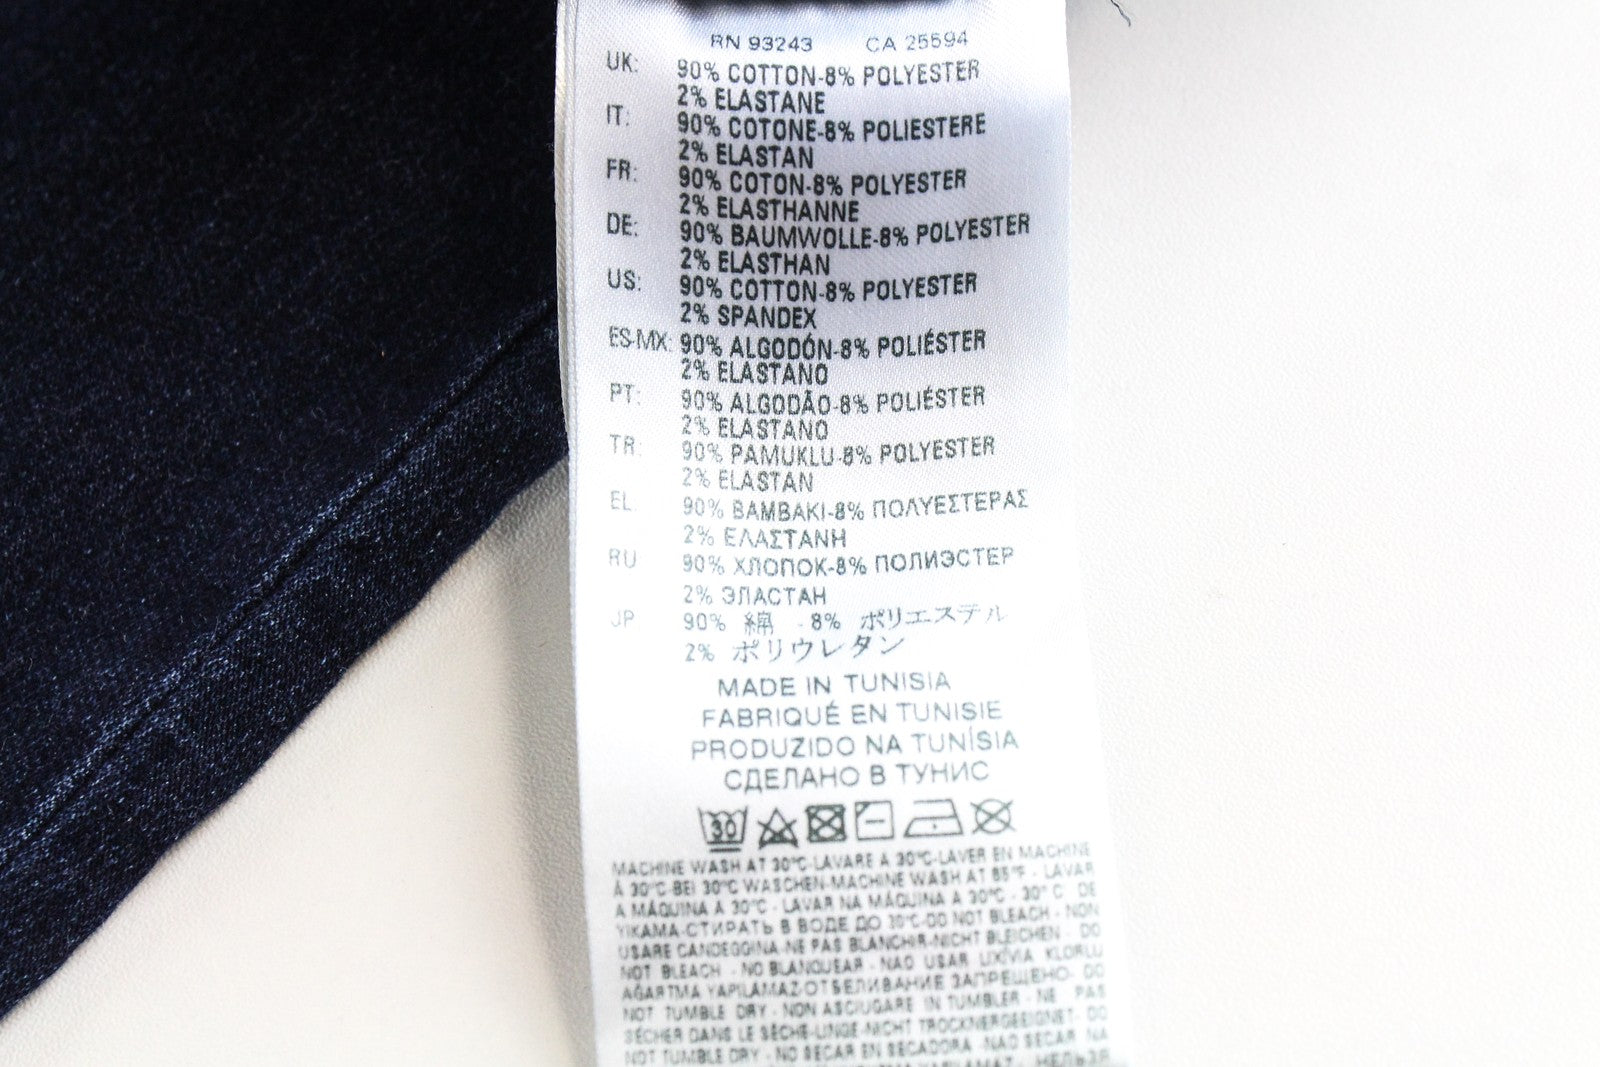 RN 93243 CA 25594
UK: 90% COTTON-8% POLYESTER
2% ELASTANE
IT: 90% COTONE-8% POLIESTERE
2% ELASTAN
FR: 90% COTON-8% POLYESTER
2% ELASTHANNE
DE: 90% BAUMWOLLE-8% POLYESTER
2% ELASTHAN
US: 90% COTTON-8% POLYESTER
2% SPANDEX
ES-MX: 90% ALGODÓN-8% POLIÉSTER
2% ELASTANO
PT: 90% ALGODÃO-8% POLIÉSTER
2% ELASTANO
TR: 90% PAMUKLU-8% POLYESTER
2% ELASTAN
EL 90% BAMBAKI-8% ΠΟΛΥΕΣΤΕΡΑΣ
2% ΕΛΑΣΤΑΝΗ
RU 90% ХЛОПОК-8% ПОЛИЭСТЕР
2% ЭЛАСТАН
JP 90% 綿 - 8% ポリエステル
2% ポリウレタン
MADE IN TUNISIA
FABRIQUÉ EN TUNISIE
PRODUZIDO NA TUNÍSIA
СДЕЛАНО В ТУНИС
30
MACHINE WASH AT 30°C-LAVARE A 30°C-LAVER EN MACHINE
À 30°C-BEI 30°C WASCHEN-MACHINE WASH AT 85°F - LAVAR
A MÁQUINA A 30°C - LAVAR NA MÁQUINA A 30°C - 30° C DE
YIKAMA-СТИРАТЬ В ВОДЕ ДО 30°C-DO NOT BLEACH - NON
USARE CANDEGGINA-NE PAS BLANCHIR-NICHT BLEICHEN - DO
NOT BLEACH - NO BLANQUEAR - NAO USAR LIXÍVIA KLORLU
AĞARTMA YAPILAMAZ-ОТБЕЛИВАНИЕ ЗАПРЕЩЕНО- DO
NOT TUMBLE DRY - NON ASCIUGARE IN TUMBLER - NE PAS
SÉCHER DANS LE SÈCHE-LINGE-NICHT TROCKNERGEEIGNET- DO
NOT TUMBLE DRY - NO SECAR EN SECADORA -NAO SECAR NA